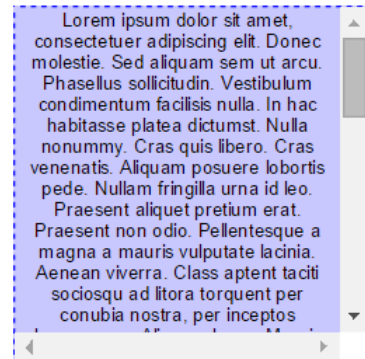 Lorem ipsum dolor sit amet,
consectetuer adipiscing elit. Donec
molestie. Sed aliquam sem ut arcu.
Phasellus sollicitudin. Vestibulum
condimentum facilisis nulla. In hac
habitasse platea dictumst. Nulla
nonummy. Cras quis libero. Cras
venenatis. Aliquam posuere lobortis
pede. Nullam fringilla urna id leo.
Praesent aliquet pretium erat.
Praesent non odio. Pellentesque a
magna a mauris vulputate lacinia.
Aenean viverra. Class aptent taciti
sociosqu ad litora torquent per
conubia nostra, per inceptos